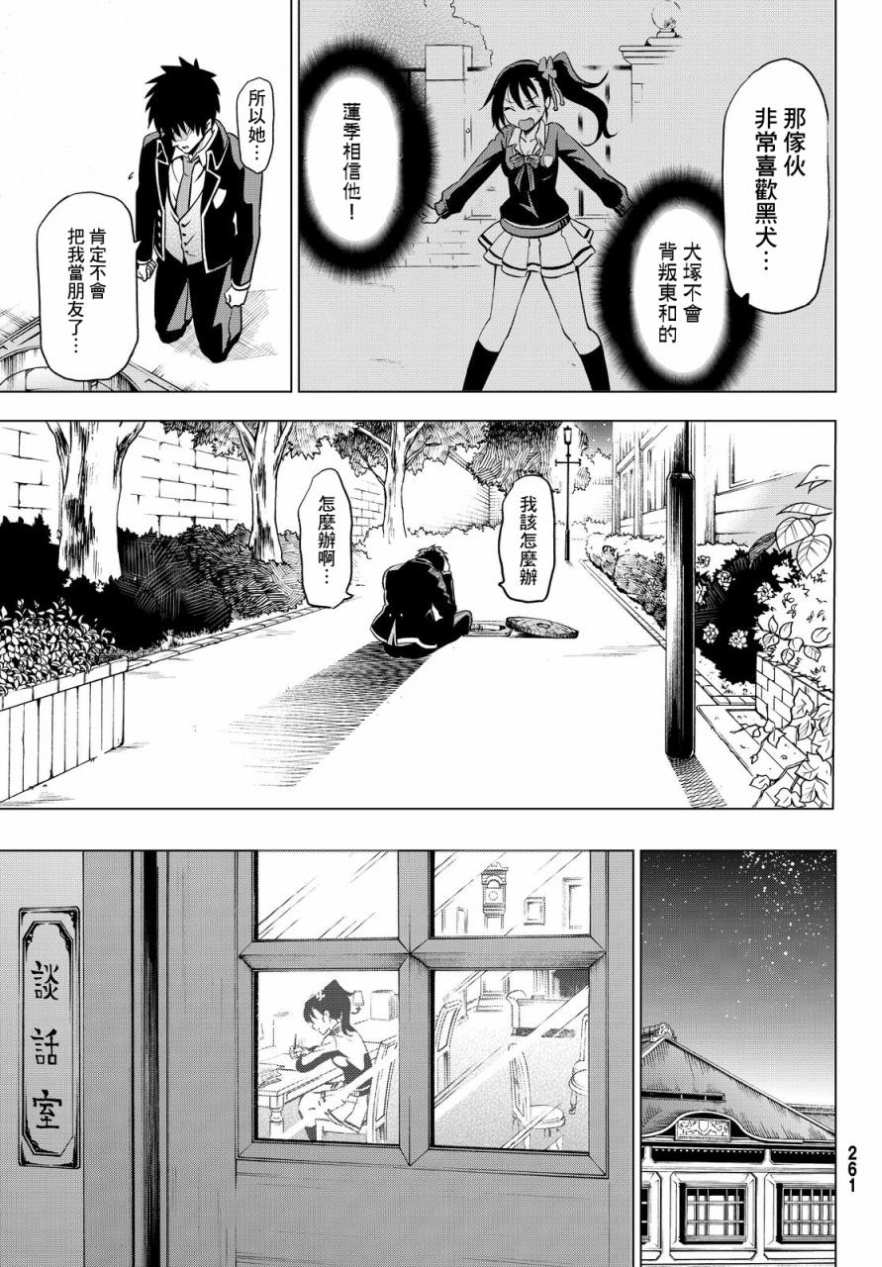 那傢伙
非常喜歡黑犬…
犬塚不會
背叛東和的
蓮季相信他！
所以她…
肯定不會
把我當朋友了…
我該怎麼辦
怎麼辦啊…
談話室
261